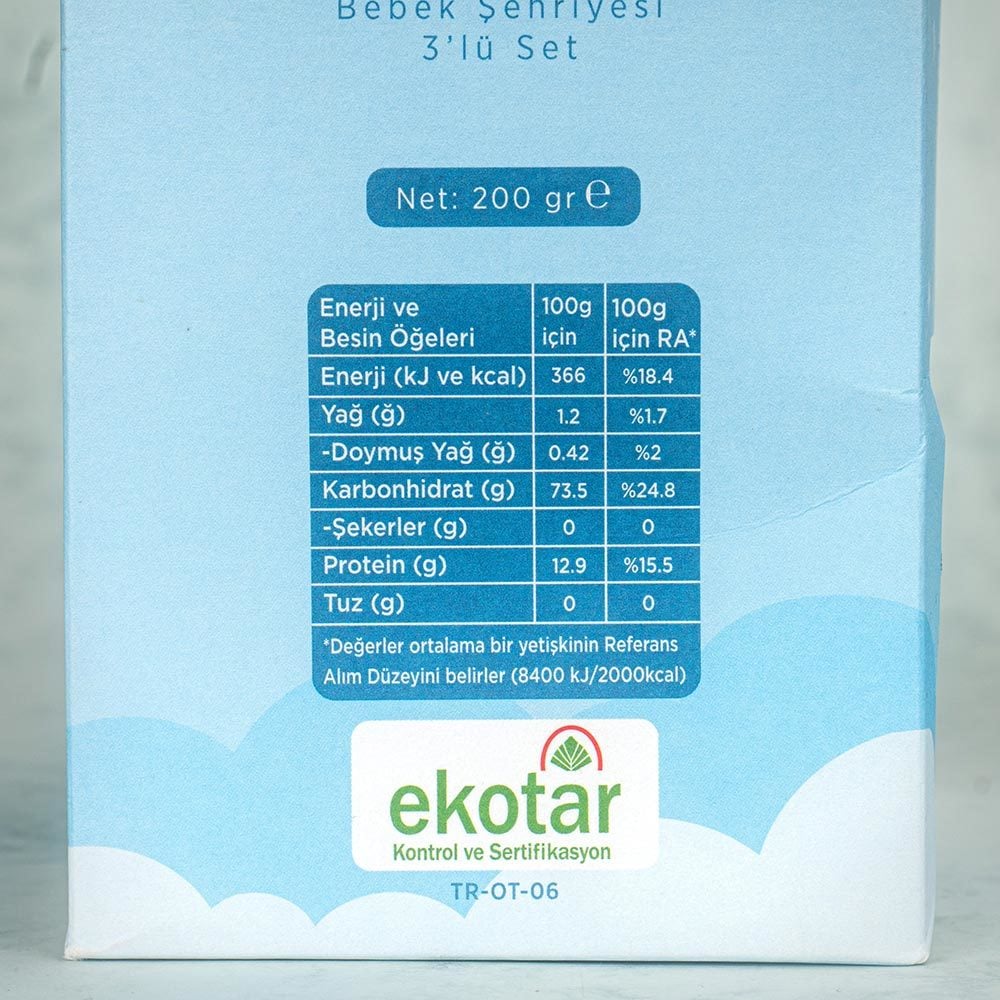 Bebek Şehriyesi
3'lü Set
Net: 200 gr ℮
Enerji ve Besin Öğeleri 100g için 100g için RA*
Enerji (kJ ve kcal) 366 %18.4
Yağ (ğ) 1.2 %1.7
-Doymuş Yağ (ğ) 0.42 %2
Karbonhidrat (g) 73.5 %24.8
-Şekerler (g) 0 0
Protein (g) 12.9 %15.5
Tuz (g) 0 0
*Değerler ortalama bir yetişkinin Referans
Alım Düzeyini belirler (8400 kJ/2000kcal)
ekotar
Kontrol ve Sertifikasyon
TR-OT-06